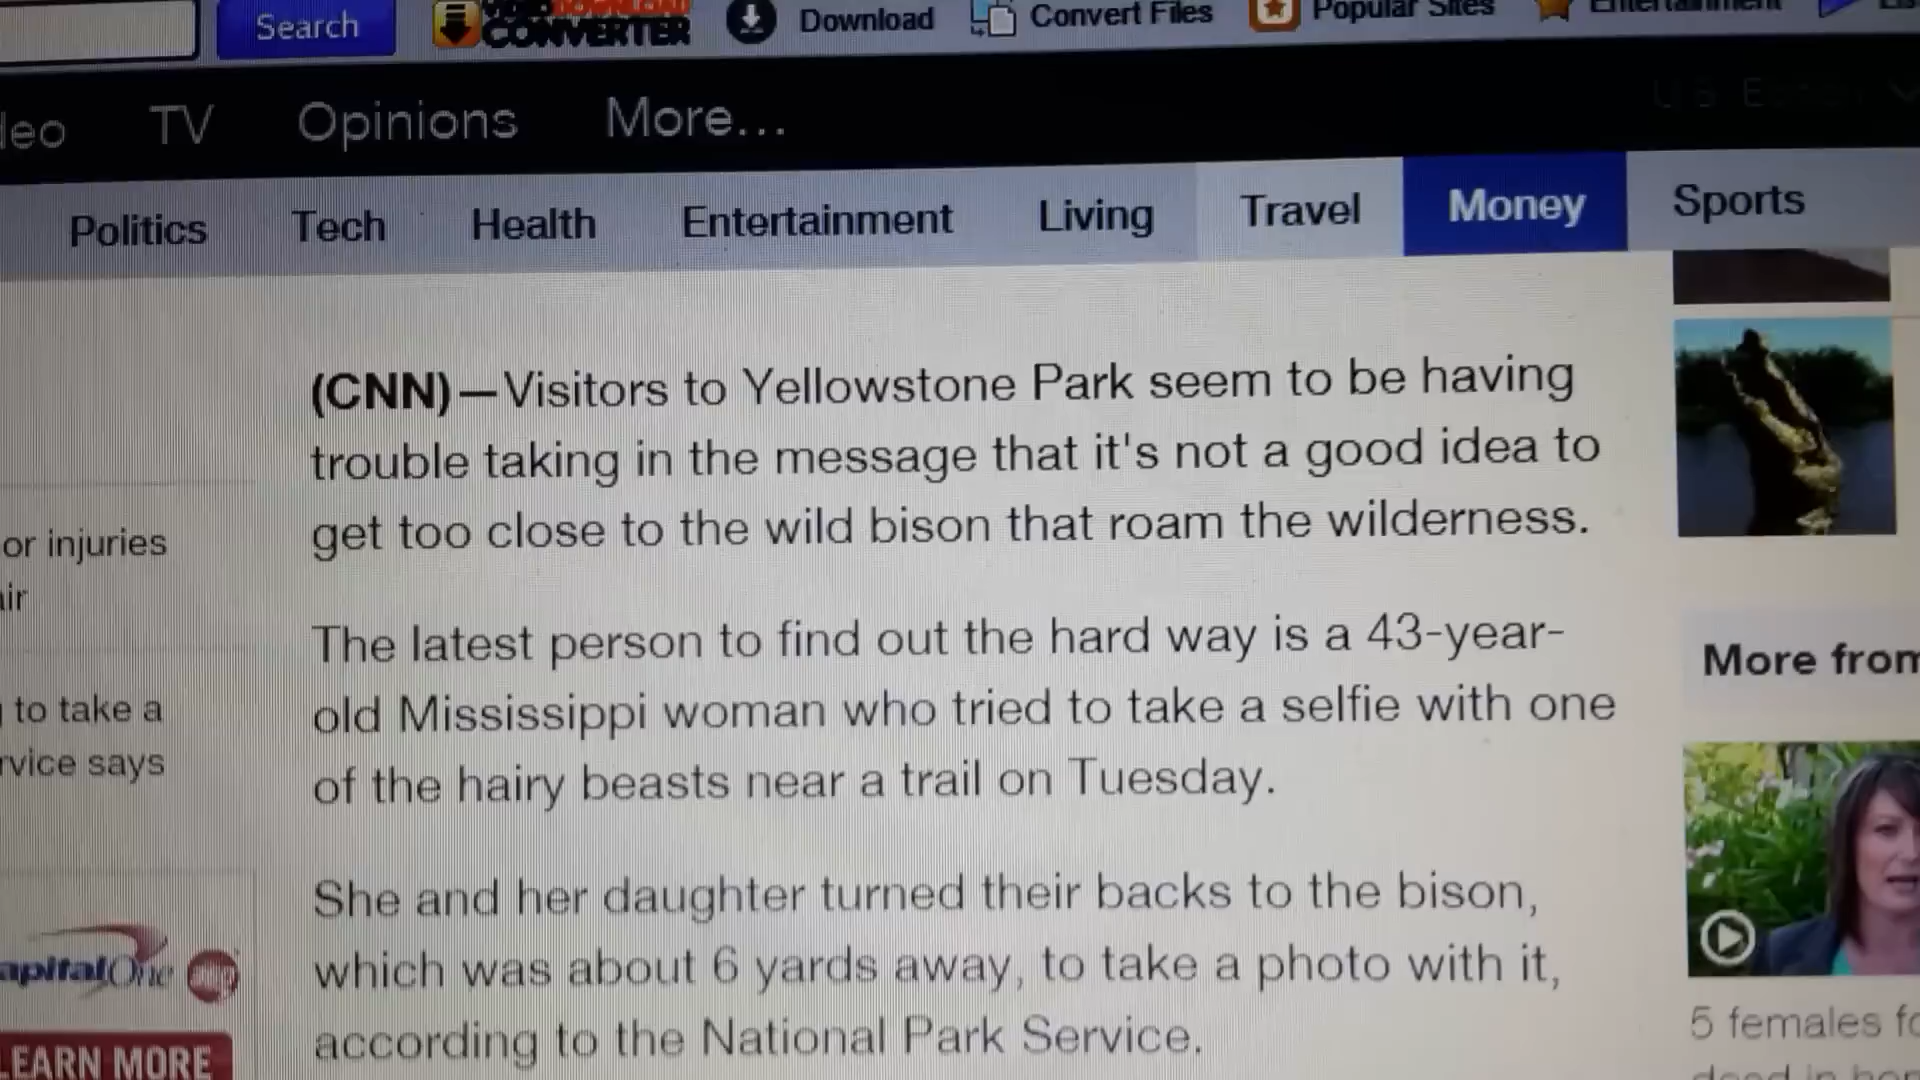 Search
CONVERTER
Download
Convert Files
Popular Sites
Entertainment
TV
Opinions
More...
Politics
Tech
Health
Entertainment
Living
Travel
Money
Sports
(CNN)—Visitors to Yellowstone Park seem to be having
trouble taking in the message that it's not a good idea to
get too close to the wild bison that roam the wilderness.
The latest person to find out the hard way is a 43-year-
old Mississippi woman who tried to take a selfie with one
of the hairy beasts near a trail on Tuesday.
She and her daughter turned their backs to the bison,
which was about 6 yards away, to take a photo with it,
according to the National Park Service.
or injuries
to take a
says
LEARN MORE
More from
5 females